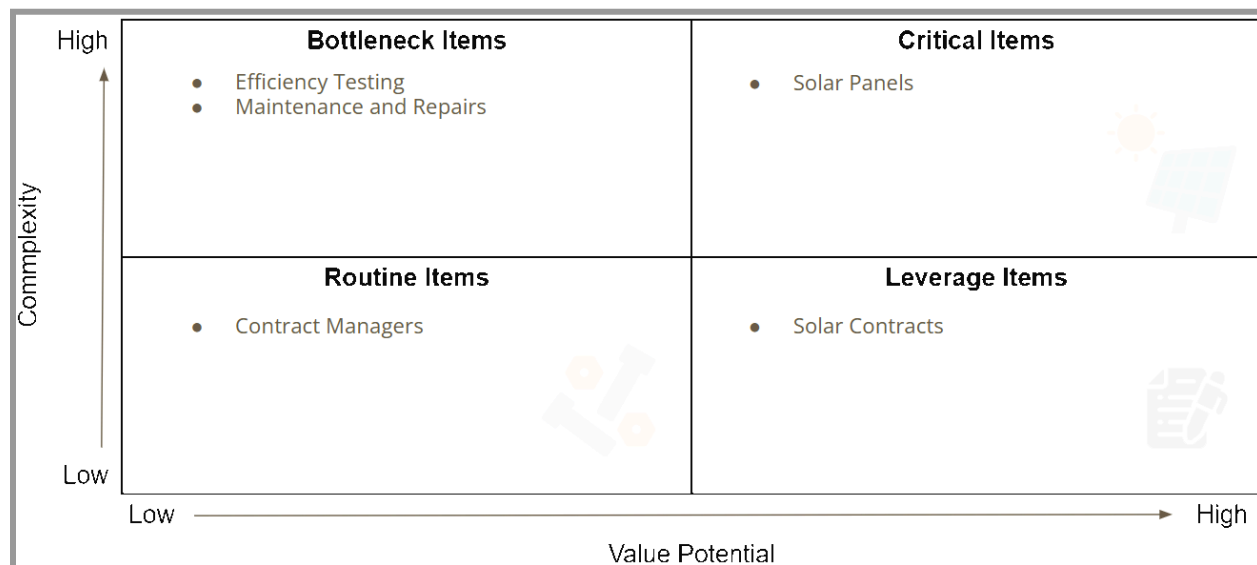 High
Bottleneck Items
Critical Items
● Efficiency Testing
● Maintenance and Repairs
● Solar Panels
Commplexity
Routine Items
Leverage Items
● Contract Managers
● Solar Contracts
Low
Low
High
Value Potential